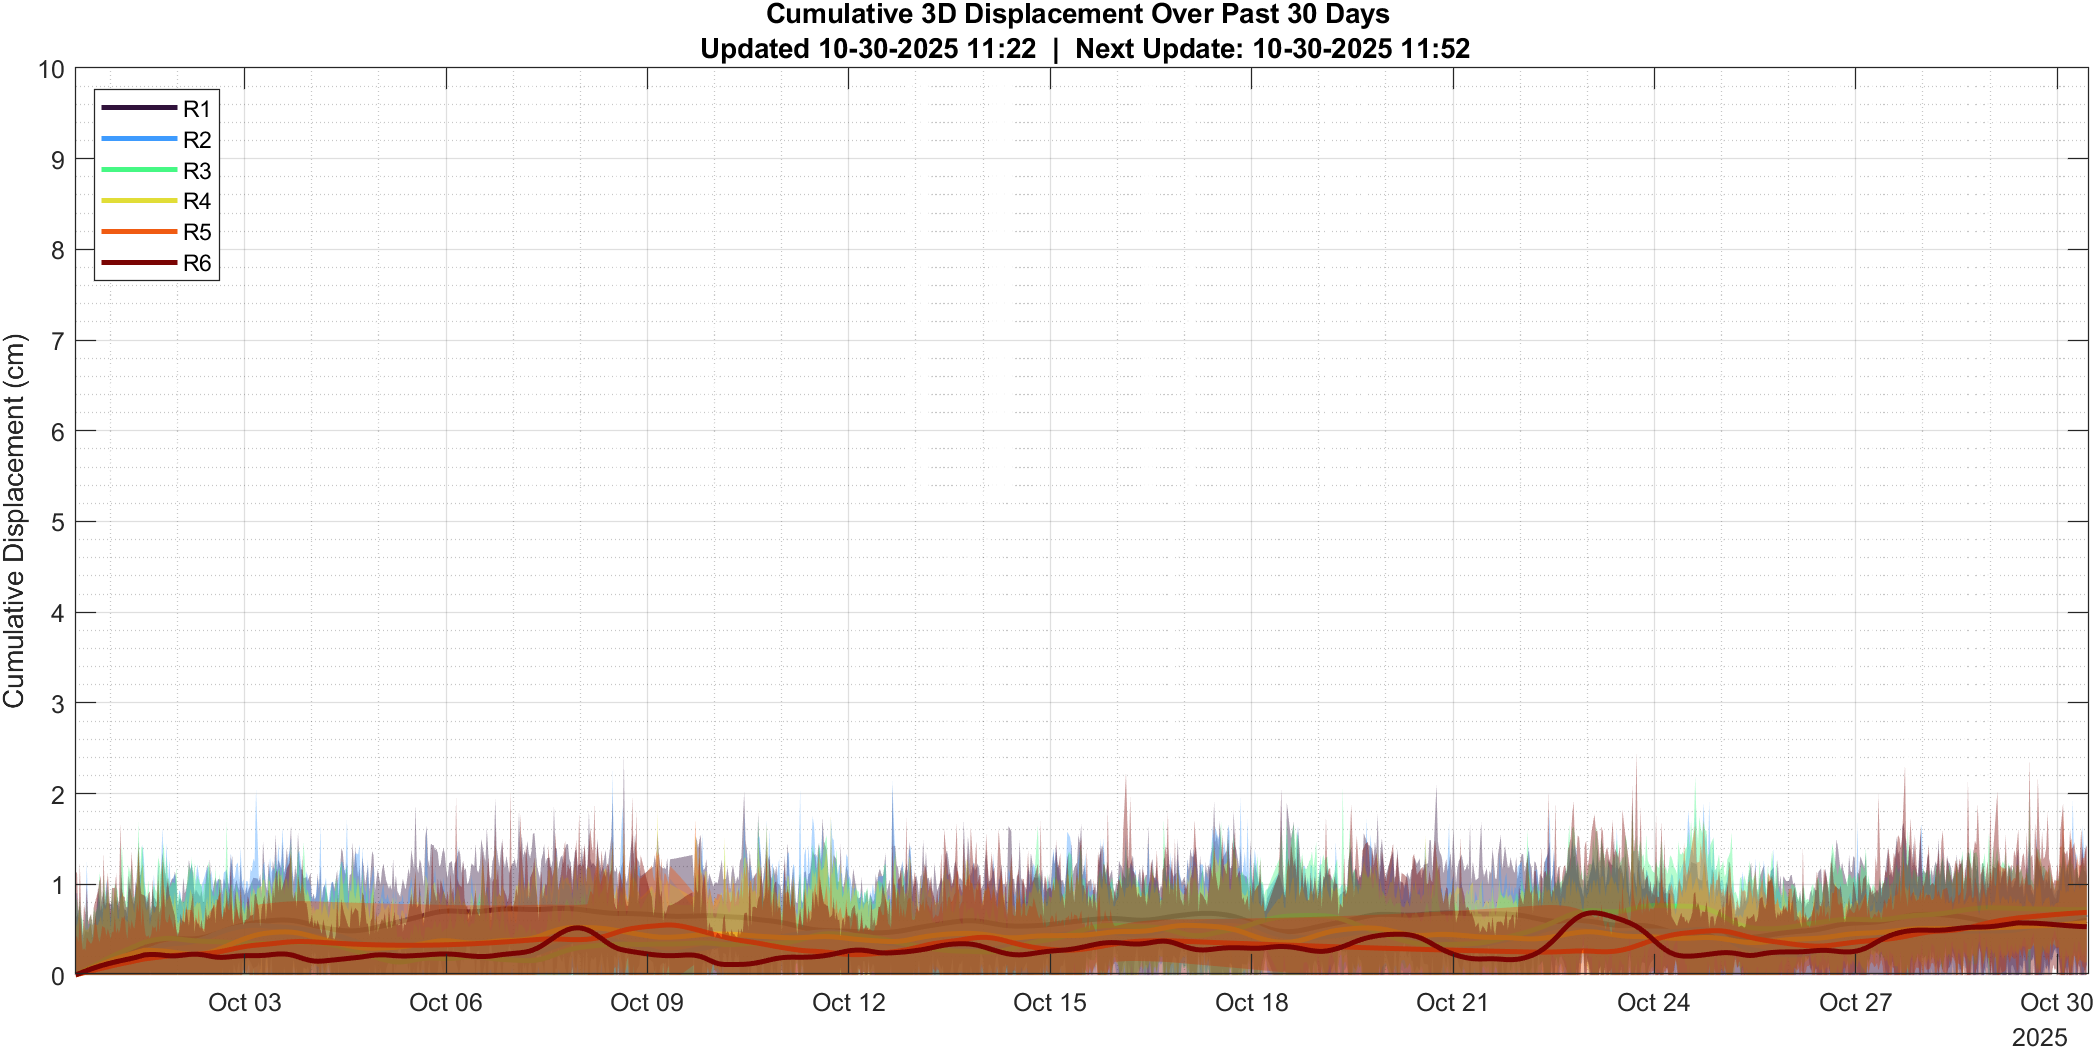 Cumulative 3D Displacement Over Past 30 Days
Updated 10-30-2025 11:22 | Next Update: 10-30-2025 11:52
Cumulative Displacement (cm)
10
9
8
7
6
5
4
3
2
1
0
R1
R2
R3
R4
R5
R6
Oct 03 Oct 06 Oct 09 Oct 12 Oct 15 Oct 18 Oct 21 Oct 24 Oct 27 Oct 30
2025